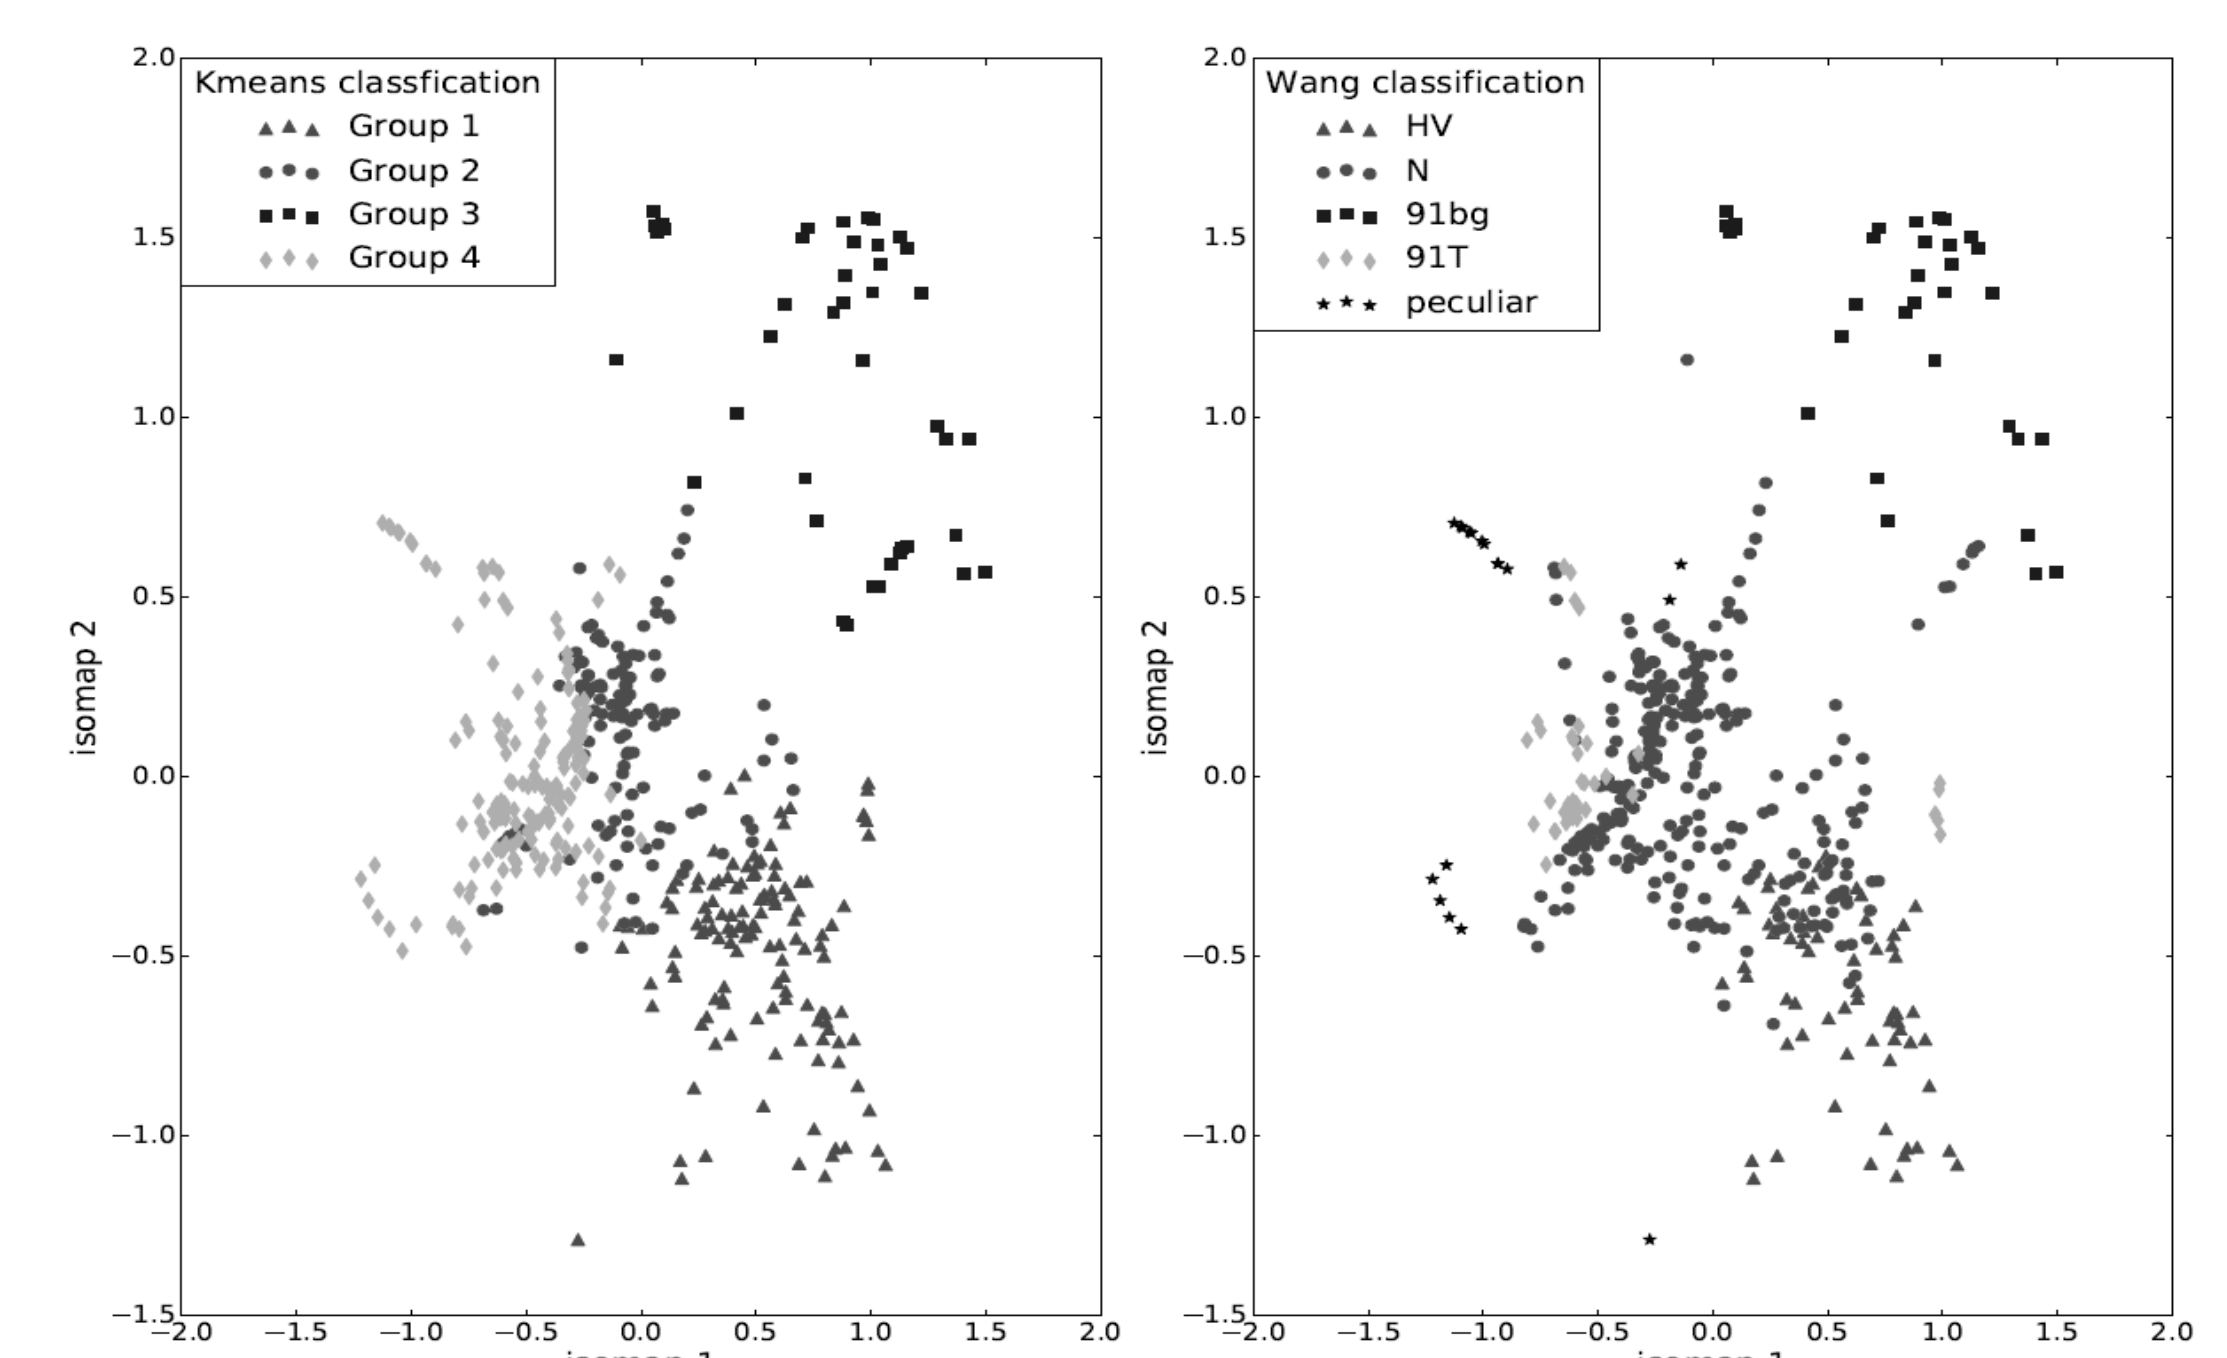 Kmeans classfication
Group 1
Group 2
Group 3
Group 4
2.0
1.5
1.0
0.5
0.0
−0.5
−1.0
−1.5
isomap 2
−2.0 −1.5 −1.0 −0.5 0.0 0.5 1.0 1.5 2.0
Wang classification
HV
N
91bg
91T
peculiar
2.0
1.5
1.0
0.5
0.0
−0.5
−1.0
−1.5
isomap 2
−2.0 −1.5 −1.0 −0.5 0.0 0.5 1.0 1.5 2.0